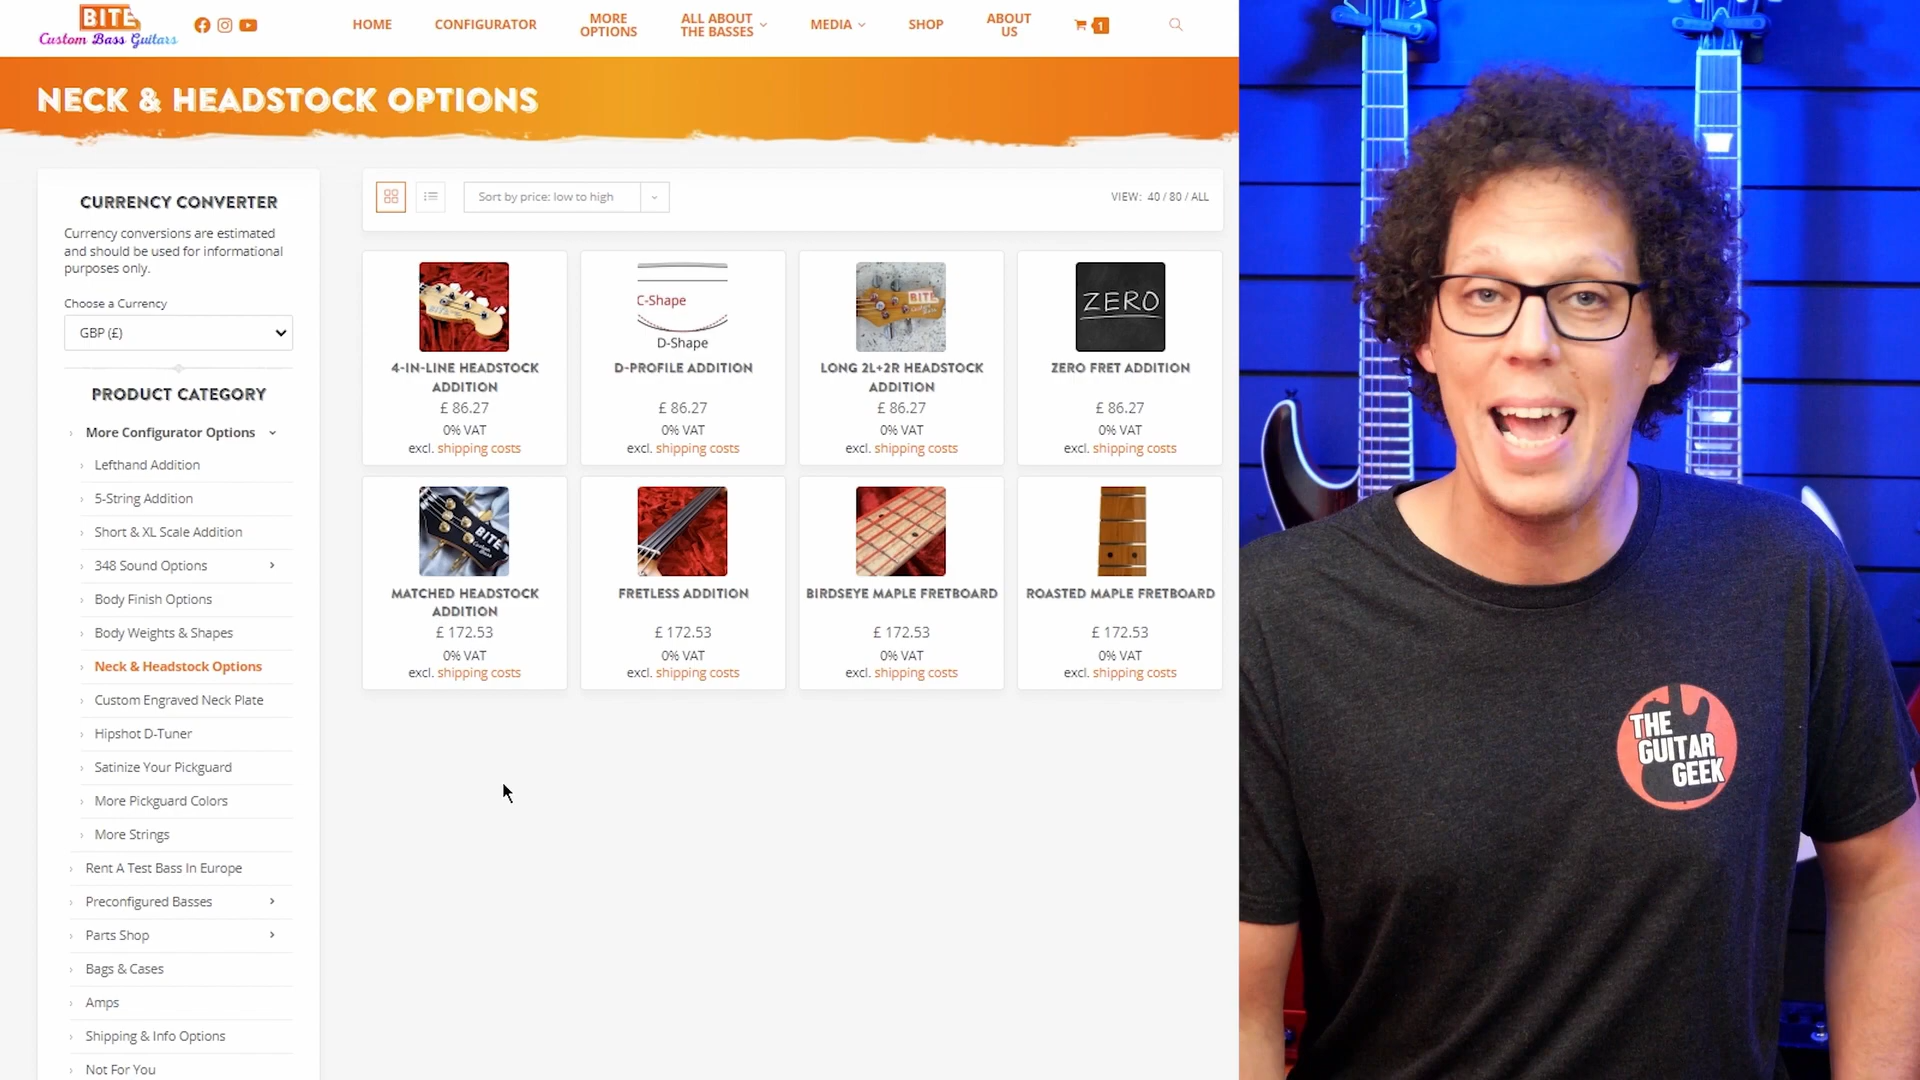 BITE
Custom Bass Guitars
HOME
CONFIGURATOR
MORE
OPTIONS
ALL ABOUT
THE BASSES
MEDIA
SHOP
ABOUT
US
1
NECK & HEADSTOCK OPTIONS
CURRENCY CONVERTER
Currency conversions are estimated
and should be used for informational
purposes only.
Choose a Currency
GBP (£)
PRODUCT CATEGORY
More Configurator Options
Lefthand Addition
5-String Addition
Short & XL Scale Addition
348 Sound Options
Body Finish Options
Body Weights & Shapes
Neck & Headstock Options
Custom Engraved Neck Plate
Hipshot D-Tuner
Satinize Your Pickguard
More Pickguard Colors
More Strings
Rent A Test Bass In Europe
Preconfigured Basses
Parts Shop
Bags & Cases
Amps
Shipping & Info Options
Not For You
Sort by price: low to high
VIEW: 40 / 80 / ALL
BITE
4-IN-LINE HEADSTOCK
ADDITION
£ 86.27
0% VAT
excl. shipping costs
C-Shape
D-Shape
D-PROFILE ADDITION
£ 86.27
0% VAT
excl. shipping costs
BITE
LONG 2L+2R HEADSTOCK
ADDITION
£ 86.27
0% VAT
excl. shipping costs
ZERO
ZERO FRET ADDITION
£ 86.27
0% VAT
excl. shipping costs
BITE
MATCHED HEADSTOCK
ADDITION
£ 172.53
0% VAT
excl. shipping costs
FRETLESS ADDITION
£ 172.53
0% VAT
excl. shipping costs
BIRDSEYE MAPLE FRETBOARD
£ 172.53
0% VAT
excl. shipping costs
ROASTED MAPLE FRETBOARD
£ 172.53
0% VAT
excl. shipping costs
THE
GUITAR
GEEK